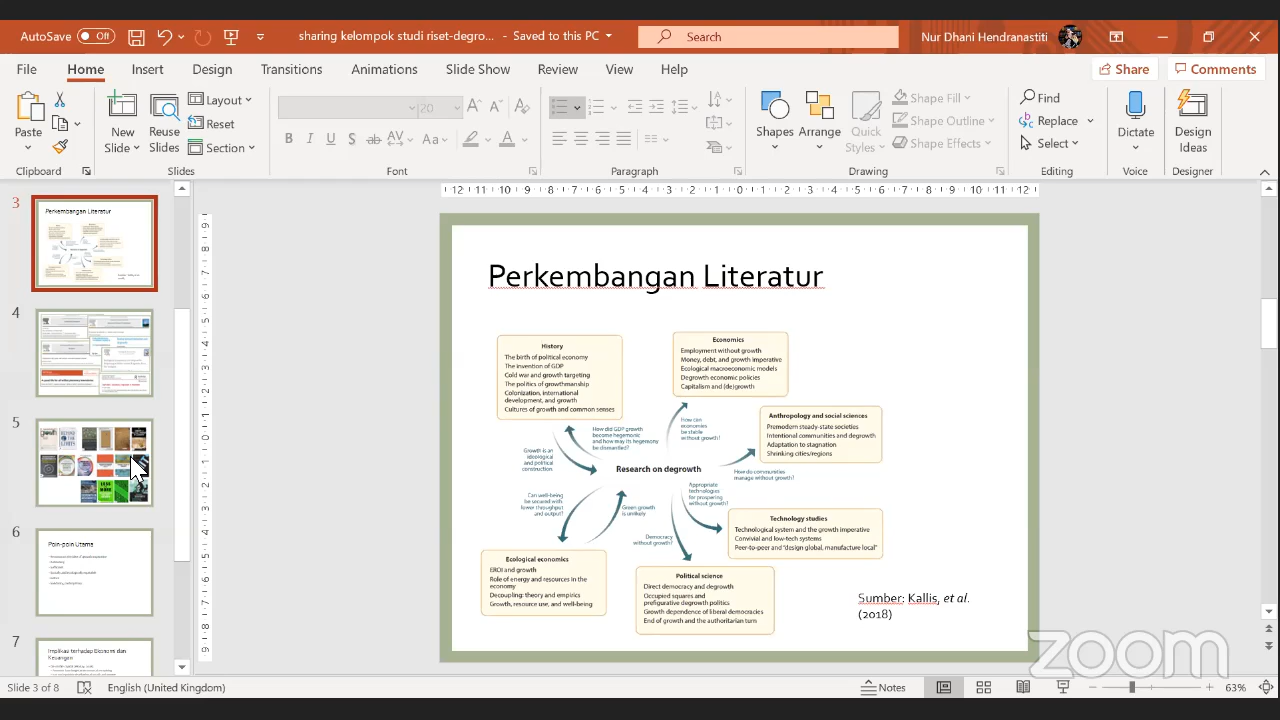 AutoSave Off
sharing kelompok studi riset-degro... - Saved to this PC
Search
Nur Dhani Hendranastiti
File Home Insert Design Transitions Animations Slide Show Review View Help
Share Comments
Paste
Clipboard
New Slide
Reuse Slides
Layout
Reset
Section
Slides
20
Font
Paragraph
Shapes
Arrange
Quick Styles
Shape Fill
Shape Outline
Shape Effects
Drawing
Find
Replace
Select
Editing
Dictate
Voice
Design Ideas
Designer
3
Perkembangan Literatur
4
5
6
Poin-poin Utama
7
Implikasi terhadap Ekonomi dan
Keuangan
Perkembangan Literatur
History
The birth of political economy
The invention of GDP
Cold war and growth targeting
The politics of growthmanship
Colonization, international
development, and growth
Cultures of growth and common senses
Economics
Employment without growth
Money, debt, and growth imperative
Ecological macroeconomic models
Degrowth economic policies
Capitalism and (de)growth
Anthropology and social sciences
Premodern steady-state societies
Intentional communities and degrowth
Adaptation to stagnation
Shrinking cities/regions
How did GDP growth
become hegemonic
and how may its hegemony
be dismantled?
How can
economies
be stable
without growth?
Growth is an
ideological
and political
construction.
Research on degrowth
How do communities
manage without growth?
Can well-being
be secured with
lower throughput
and output?
Green growth
is unlikely
Appropriate
technologies
for prospering
without growth?
Democracy
without growth?
Technology studies
Technological system and the growth imperative
Convivial and low-tech systems
Peer-to-peer and "design global, manufacture local"
Ecological economics
EROI and growth
Role of energy and resources in the
economy
Decoupling: theory and empirics
Growth, resource use, and well-being
Political science
Direct democracy and degrowth
Occupied squares and
prefigurative degrowth politics
Growth dependence of liberal democracies
End of growth and the authoritarian turn
Sumber: Kallis, et al.
(2018)
zoom
Slide 3 of 8 English (United Kingdom) Notes 63%